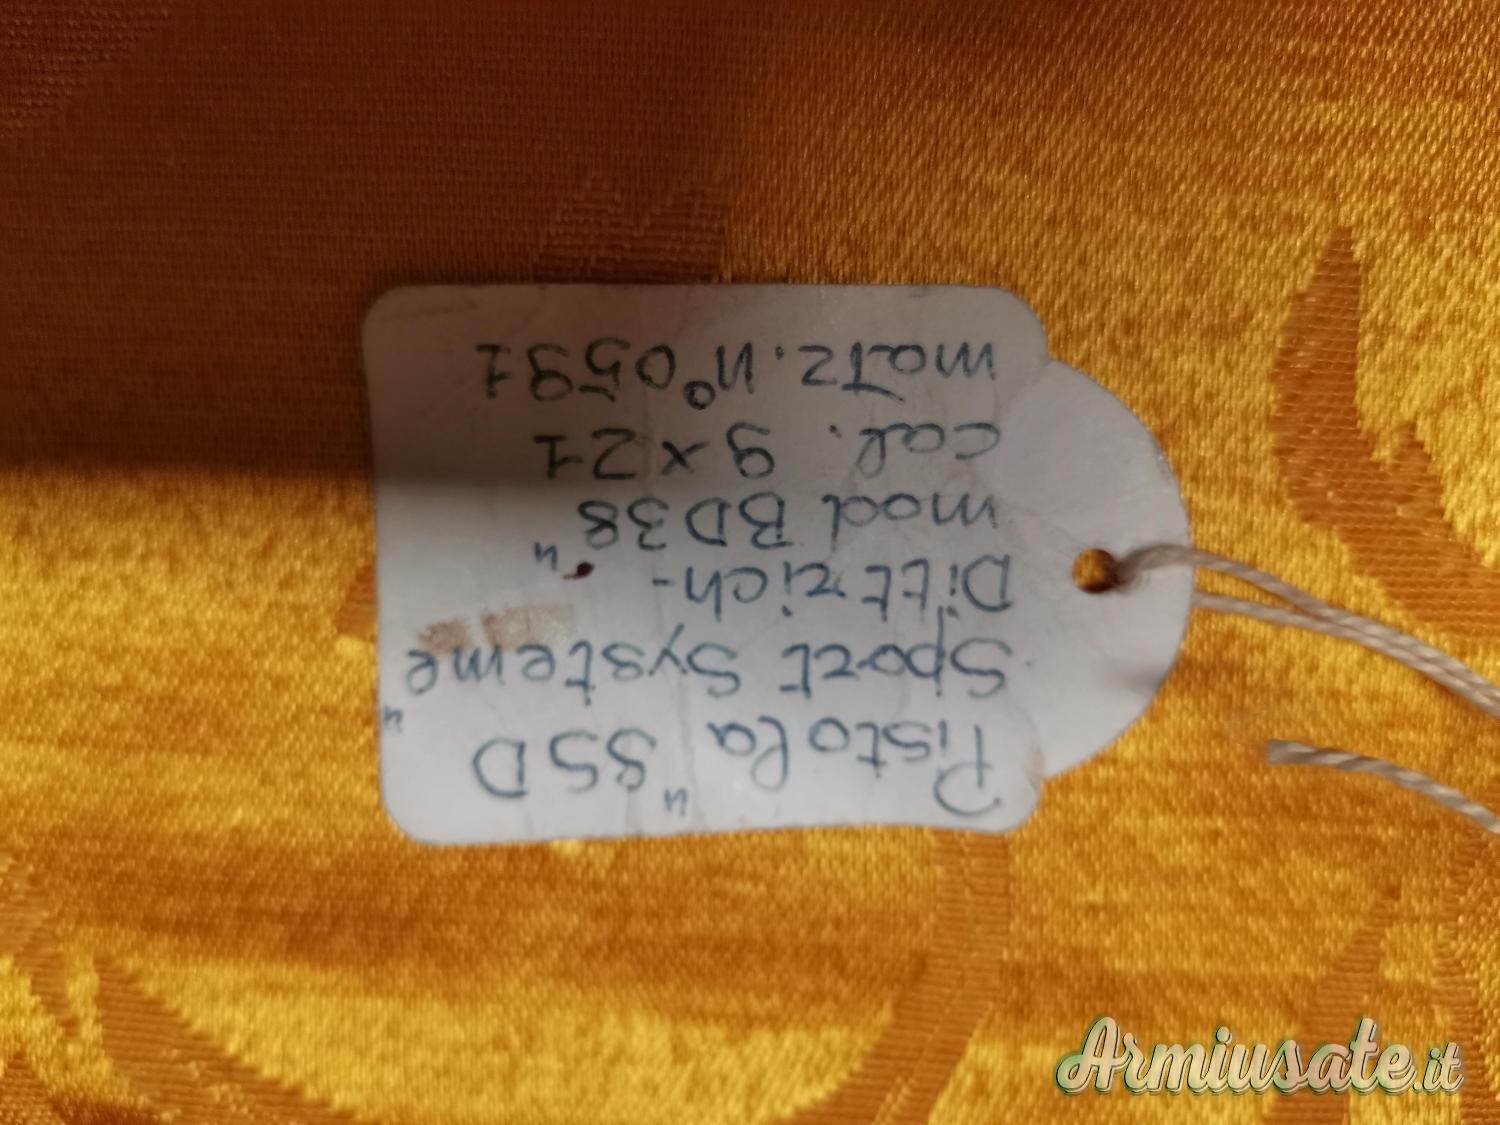 Pistola "SSD
Sport Systeme"
Dittrich-"
mod BD38
cal. 9x21
matr. n° 0591
Armiusate.it